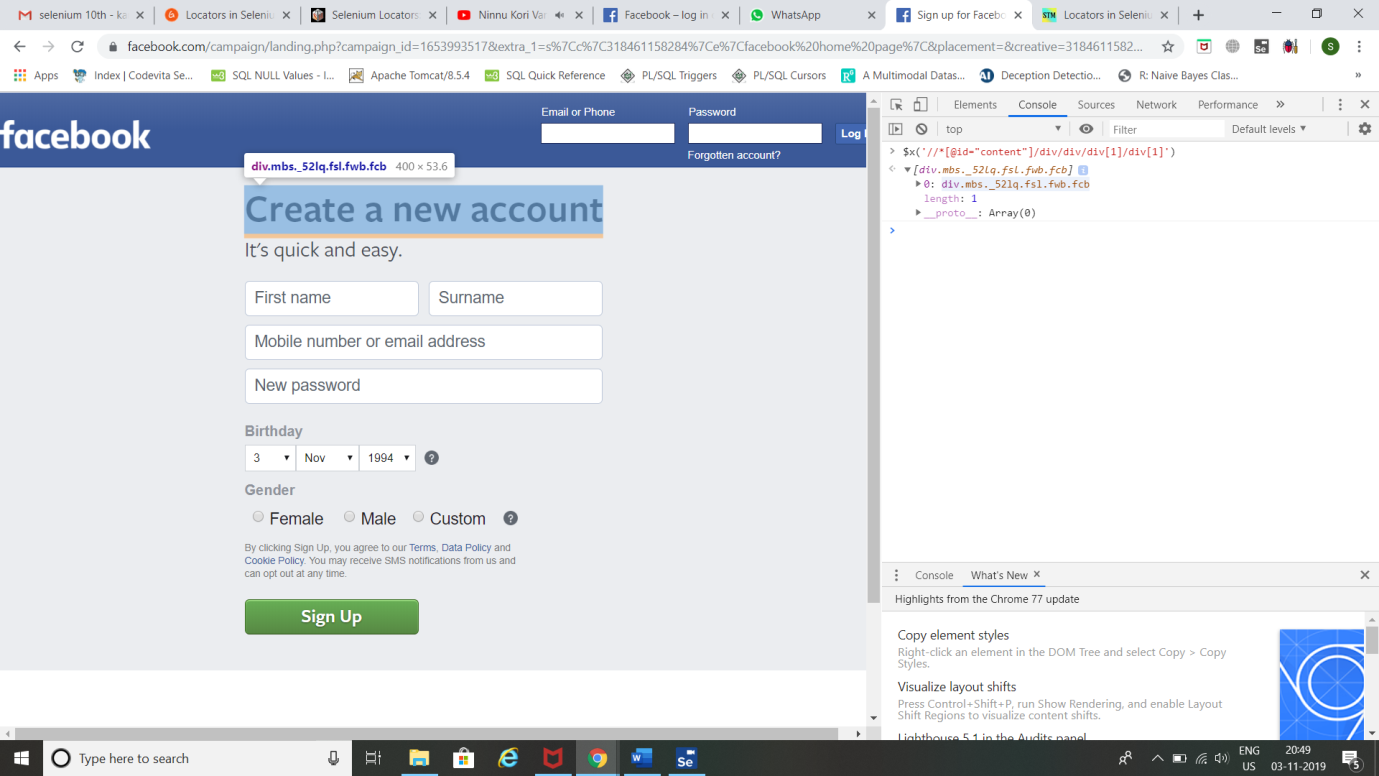 selenium 10th - ka
Locators in Seleniu
Selenium Locators:
Ninnu Kori Var
Facebook – log in
WhatsApp
Sign up for Facebo
Locators in Seleniu
facebook.com/campaign/landing.php?campaign_id=1653993517&extra_1=s%7Cc%7C318461158284%7Ce%7Cfacebook%20home%20page%7C&placement=&creative=3184611582...
S
Apps
Index | Codevita Se...
SQL NULL Values - I...
Apache Tomcat/8.5.4
SQL Quick Reference
PL/SQL Triggers
PL/SQL Cursors
A Multimodal Datas...
Deception Detectio...
R: Naive Bayes Clas...
»
facebook
Email or Phone
Password
Log I
Forgotten account?
div.mbs._52lq.fsl.fwb.fcb 400 × 53.6
Create a new account
It's quick and easy.
First name
Surname
Mobile number or email address
New password
Birthday
3
Nov
1994
?
Gender
Female
Male
Custom
?
By clicking Sign Up, you agree to our Terms, Data Policy and
Cookie Policy. You may receive SMS notifications from us and
can opt out at any time.
Sign Up
Elements
Console
Sources
Network
Performance
»
top
Filter
Default levels
$x('//*[@id="content"]/div/div/div[1]/div[1]')
[div.mbs._52lq.fsl.fwb.fcb]
0: div.mbs._52lq.fsl.fwb.fcb
length: 1
__proto__: Array(0)
Console
What's New
Highlights from the Chrome 77 update
Copy element styles
Right-click an element in the DOM Tree and select Copy > Copy
Styles.
Visualize layout shifts
Press Control+Shift+P, run Show Rendering, and enable Layout
Shift Regions to visualize content shifts.
Lighthouse 5.1 in the Audits panel
Type here to search
W
Se
ENG
US
20:49
03-11-2019
5